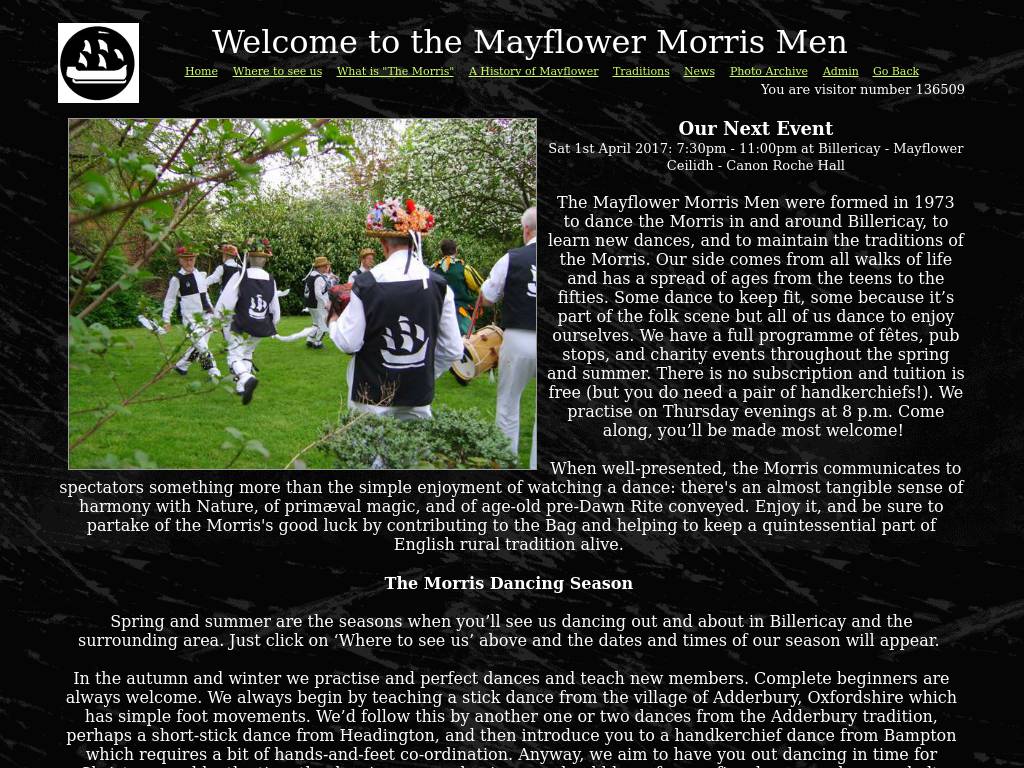 Welcome to the Mayflower Morris Men
Home Where to see us What is "The Morris" A History of Mayflower Traditions News Photo Archive Admin Go Back
You are visitor number 136509
Our Next Event
Sat 1st April 2017: 7:30pm - 11:00pm at Billericay - Mayflower
Ceilidh - Canon Roche Hall
The Mayflower Morris Men were formed in 1973
to dance the Morris in and around Billericay, to
learn new dances, and to maintain the traditions of
the Morris. Our side comes from all walks of life
and has a spread of ages from the teens to the
fifties. Some dance to keep fit, some because it’s
part of the folk scene but all of us dance to enjoy
ourselves. We have a full programme of fêtes, pub
stops, and charity events throughout the spring
and summer. There is no subscription and tuition is
free (but you do need a pair of handkerchiefs!). We
practise on Thursday evenings at 8 p.m. Come
along, you’ll be made most welcome!
When well-presented, the Morris communicates to
spectators something more than the simple enjoyment of watching a dance: there's an almost tangible sense of
harmony with Nature, of primæval magic, and of age-old pre-Dawn Rite conveyed. Enjoy it, and be sure to
partake of the Morris's good luck by contributing to the Bag and helping to keep a quintessential part of
English rural tradition alive.
The Morris Dancing Season
Spring and summer are the seasons when you’ll see us dancing out and about in Billericay and the
surrounding area. Just click on ‘Where to see us’ above and the dates and times of our season will appear.
In the autumn and winter we practise and perfect dances and teach new members. Complete beginners are
always welcome. We always begin by teaching a stick dance from the village of Adderbury, Oxfordshire which
has simple foot movements. We’d follow this by another one or two dances from the Adderbury tradition,
perhaps a short-stick dance from Headington, and then introduce you to a handkerchief dance from Bampton
which requires a bit of hands-and-feet co-ordination. Anyway, we aim to have you out dancing in time for